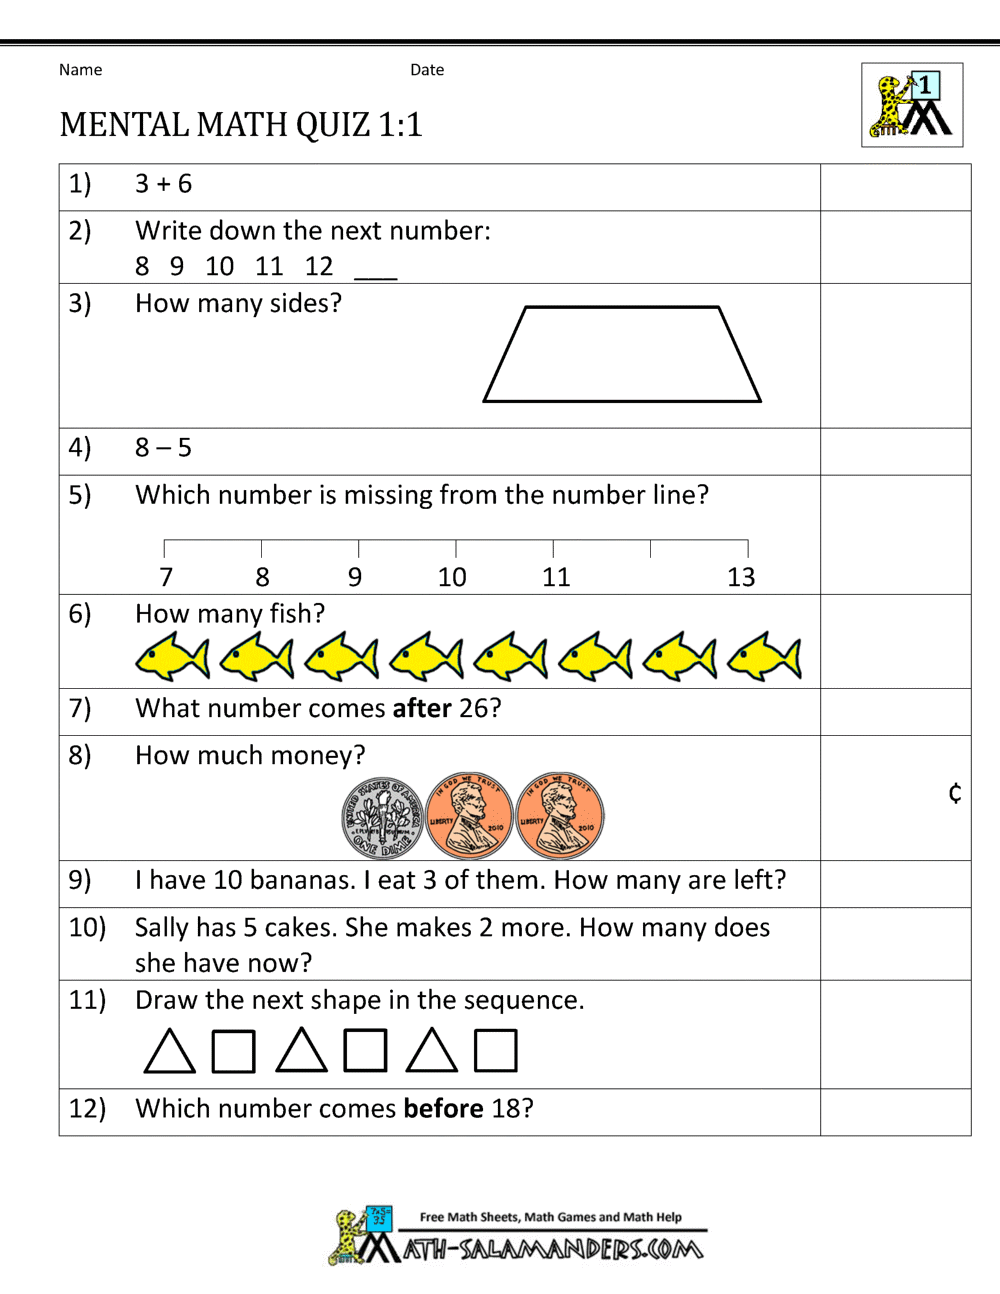 Name Date
1
MENTAL MATH QUIZ 1:1
1) 3 + 6
2) Write down the next number:
8 9 10 11 12 ___
3) How many sides?
4) 8 – 5
5) Which number is missing from the number line?
7 8 9 10 11 13
6) How many fish?
7) What number comes after 26?
8) How much money?
¢
UNITED STATES OF AMERICA
E PLURIBUS UNUM
ONE DIME
IN GOD WE TRUST
LIBERTY 2010
IN GOD WE TRUST
LIBERTY 2010
9) I have 10 bananas. I eat 3 of them. How many are left?
10) Sally has 5 cakes. She makes 2 more. How many does
she have now?
11) Draw the next shape in the sequence.
12) Which number comes before 18?
7x5=
35
Free Math Sheets, Math Games and Math Help
MATH-SALAMANDERS.COM